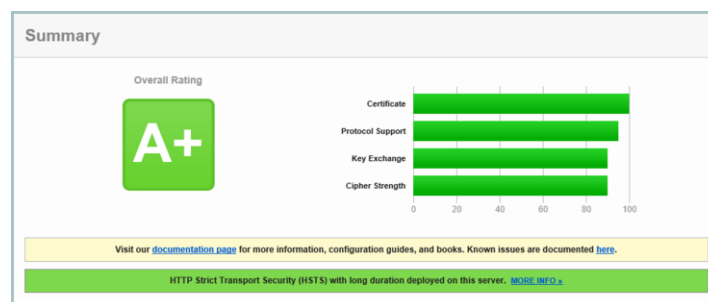 Summary
Overall Rating
A+
Certificate
Protocol Support
Key Exchange
Cipher Strength
0 20 40 60 80 100
Visit our documentation page for more information, configuration guides, and books. Known issues are documented here.
HTTP Strict Transport Security (HSTS) with long duration deployed on this server. MORE INFO »